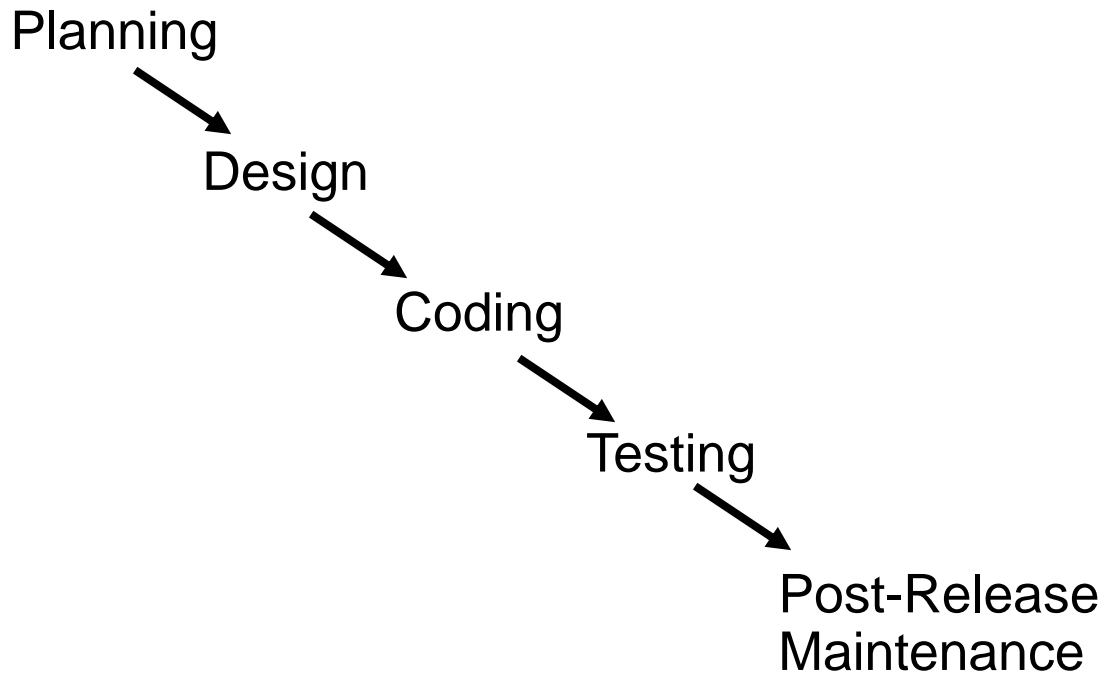 Planning
Design
Coding
Testing
Post-Release
Maintenance